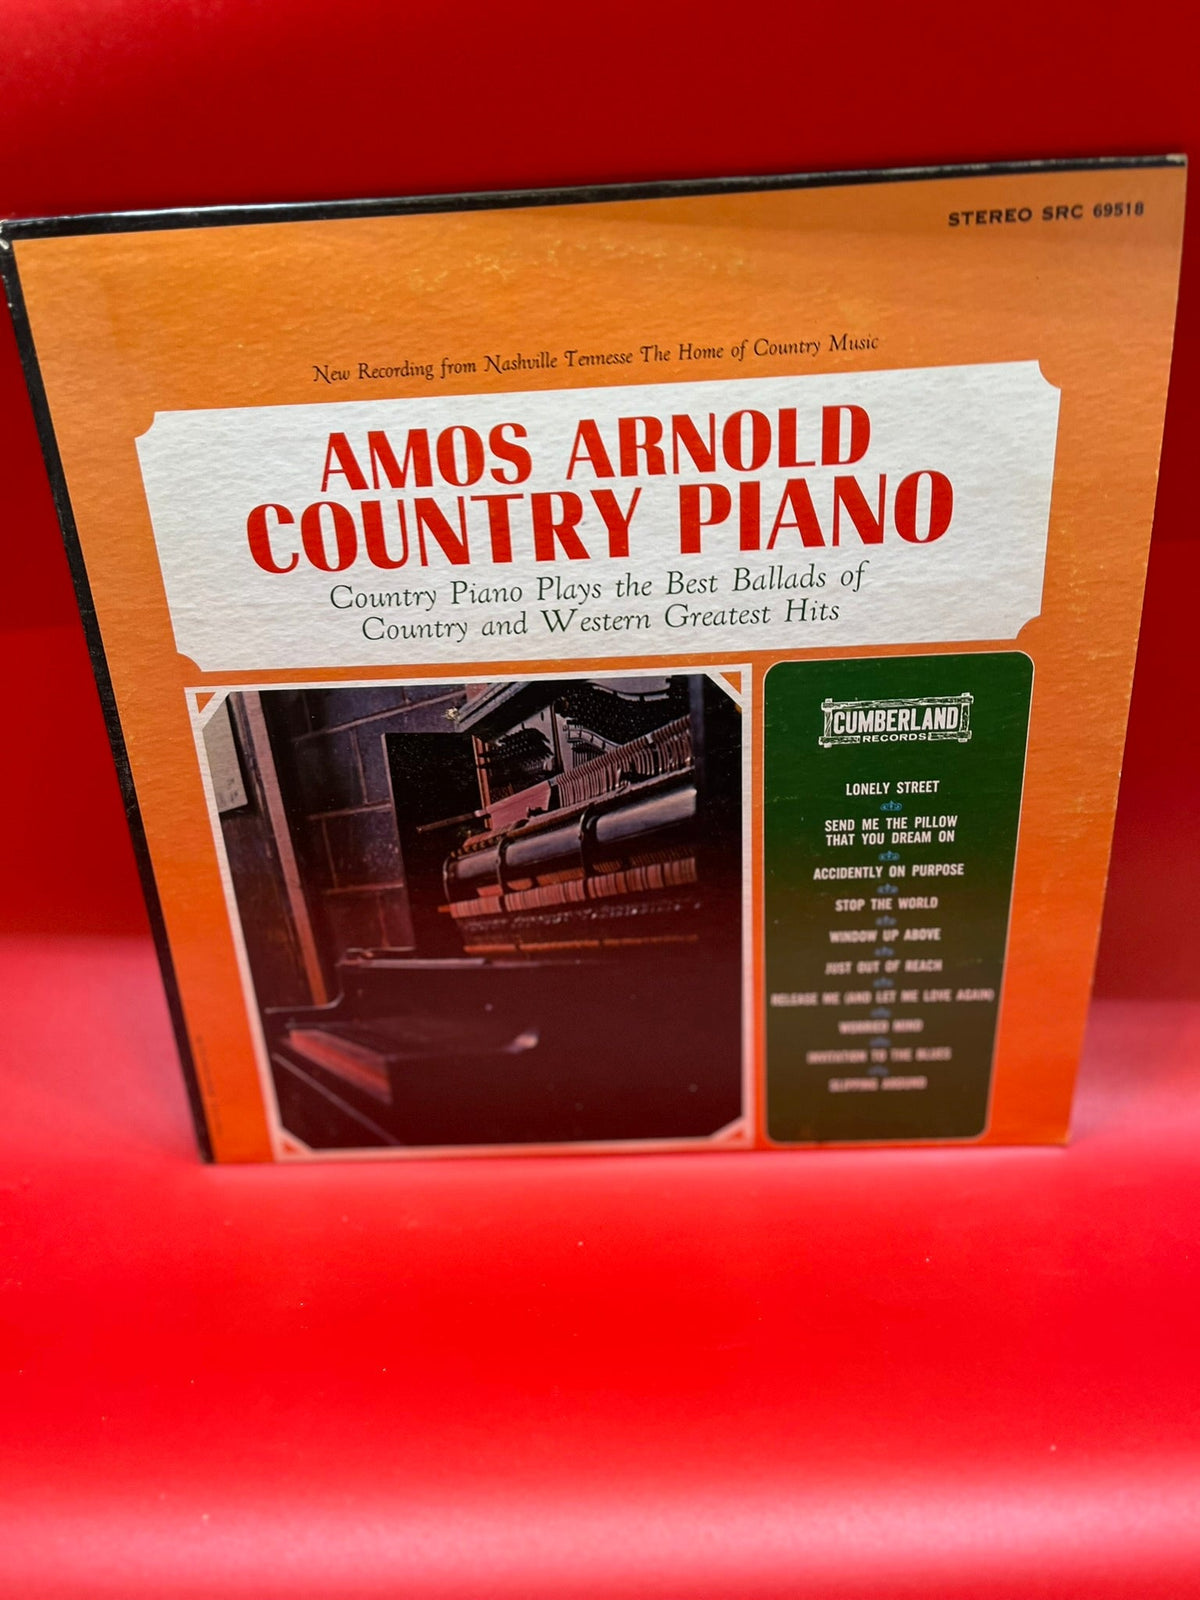 STEREO SRC 69518
New Recording from Nashville Tennesse The Home of Country Music
AMOS ARNOLD
COUNTRY PIANO
Country Piano Plays the Best Ballads of
Country and Western Greatest Hits
CUMBERLAND
RECORDS
LONELY STREET
SEND ME THE PILLOW
THAT YOU DREAM ON
ACCIDENTLY ON PURPOSE
STOP THE WORLD
WINDOW UP ABOVE
JUST OUT OF REACH
RELEASE ME (AND LET ME LOVE AGAIN)
WORRIED MIND
INVITATION TO THE BLUES
SLIPPING AROUND